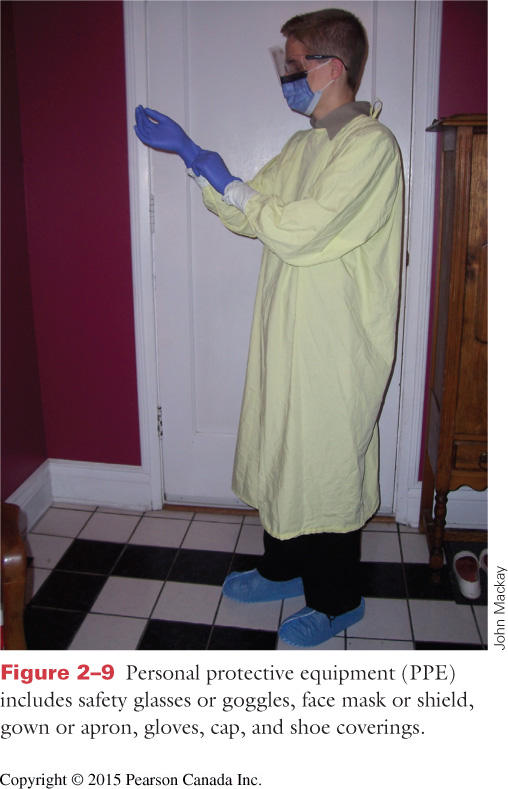 John Mackay
Figure 2–9 Personal protective equipment (PPE)
includes safety glasses or goggles, face mask or shield,
gown or apron, gloves, cap, and shoe coverings.
Copyright © 2015 Pearson Canada Inc.